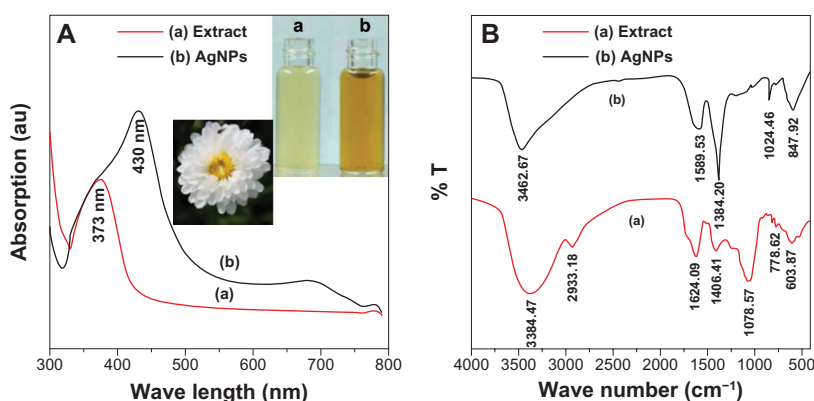 A
(a) Extract
(b) AgNPs
a
b
430 nm
373 nm
(b)
(a)
Absorption (au)
300 400 500 600 700 800
Wave length (nm)
B
(a) Extract
(b) AgNPs
(b)
3462.67
1589.53
1384.20
1024.46
847.92
(a)
3384.47
2933.18
1624.09
1406.41
1078.57
778.62
603.87
% T
4000 3500 3000 2500 2000 1500 1000 500
Wave number (cm⁻¹)